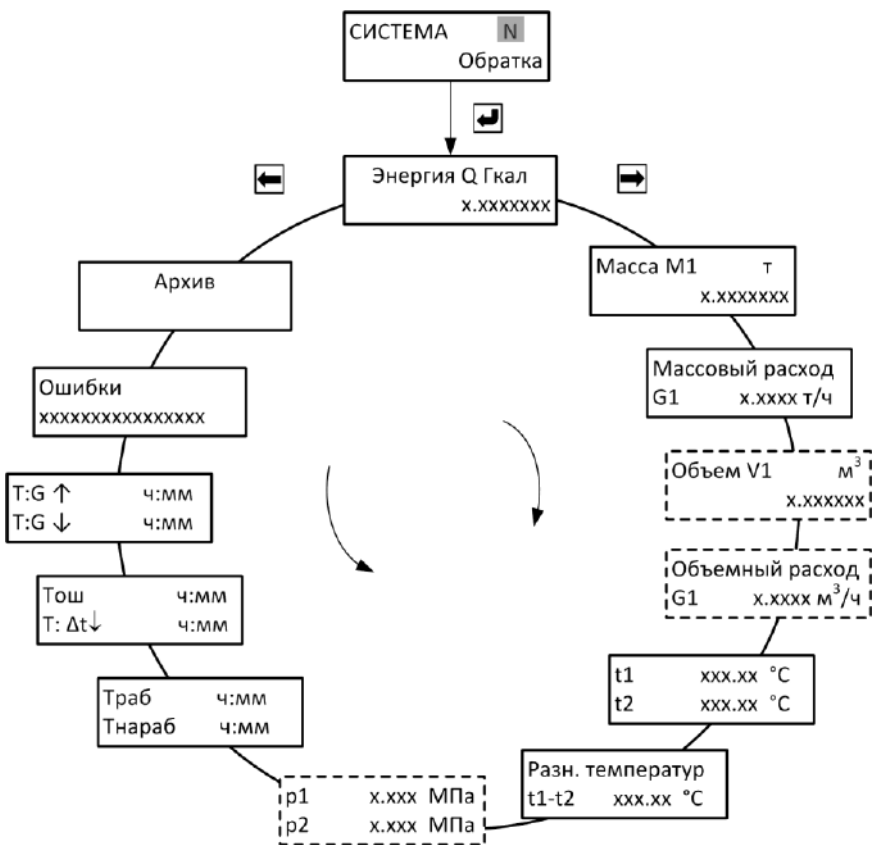 СИСТЕМА N
Обратка
Энергия Q Гкал
x.xxxxxxx
Масса М1 т
x.xxxxxxx
Массовый расход
G1 x.xxxx т/ч
Объем V1 м³
x.xxxxxx
Объемный расход
G1 x.xxxx м³/ч
t1 xxx.xx °C
t2 xxx.xx °C
Разн. температур
t1-t2 xxx.xx °C
p1 x.xxx МПа
p2 x.xxx МПа
Траб ч:мм
Тнараб ч:мм
Тош ч:мм
T: Δt↓ ч:мм
T:G ↑ ч:мм
T:G ↓ ч:мм
Ошибки
xxxxxxxxxxxxxxxx
Архив